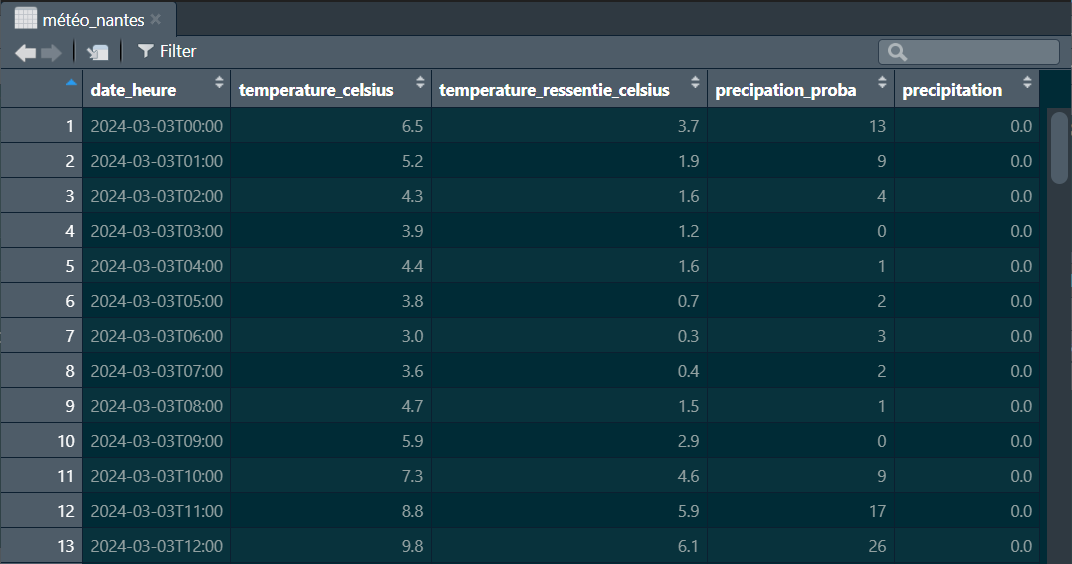 météo_nantes
Filter
date_heure temperature_celsius temperature_ressentie_celsius precipation_proba precipitation
1 2024-03-03T00:00 6.5 3.7 13 0.0
2 2024-03-03T01:00 5.2 1.9 9 0.0
3 2024-03-03T02:00 4.3 1.6 4 0.0
4 2024-03-03T03:00 3.9 1.2 0 0.0
5 2024-03-03T04:00 4.4 1.6 1 0.0
6 2024-03-03T05:00 3.8 0.7 2 0.0
7 2024-03-03T06:00 3.0 0.3 3 0.0
8 2024-03-03T07:00 3.6 0.4 2 0.0
9 2024-03-03T08:00 4.7 1.5 1 0.0
10 2024-03-03T09:00 5.9 2.9 0 0.0
11 2024-03-03T10:00 7.3 4.6 9 0.0
12 2024-03-03T11:00 8.8 5.9 17 0.0
13 2024-03-03T12:00 9.8 6.1 26 0.0